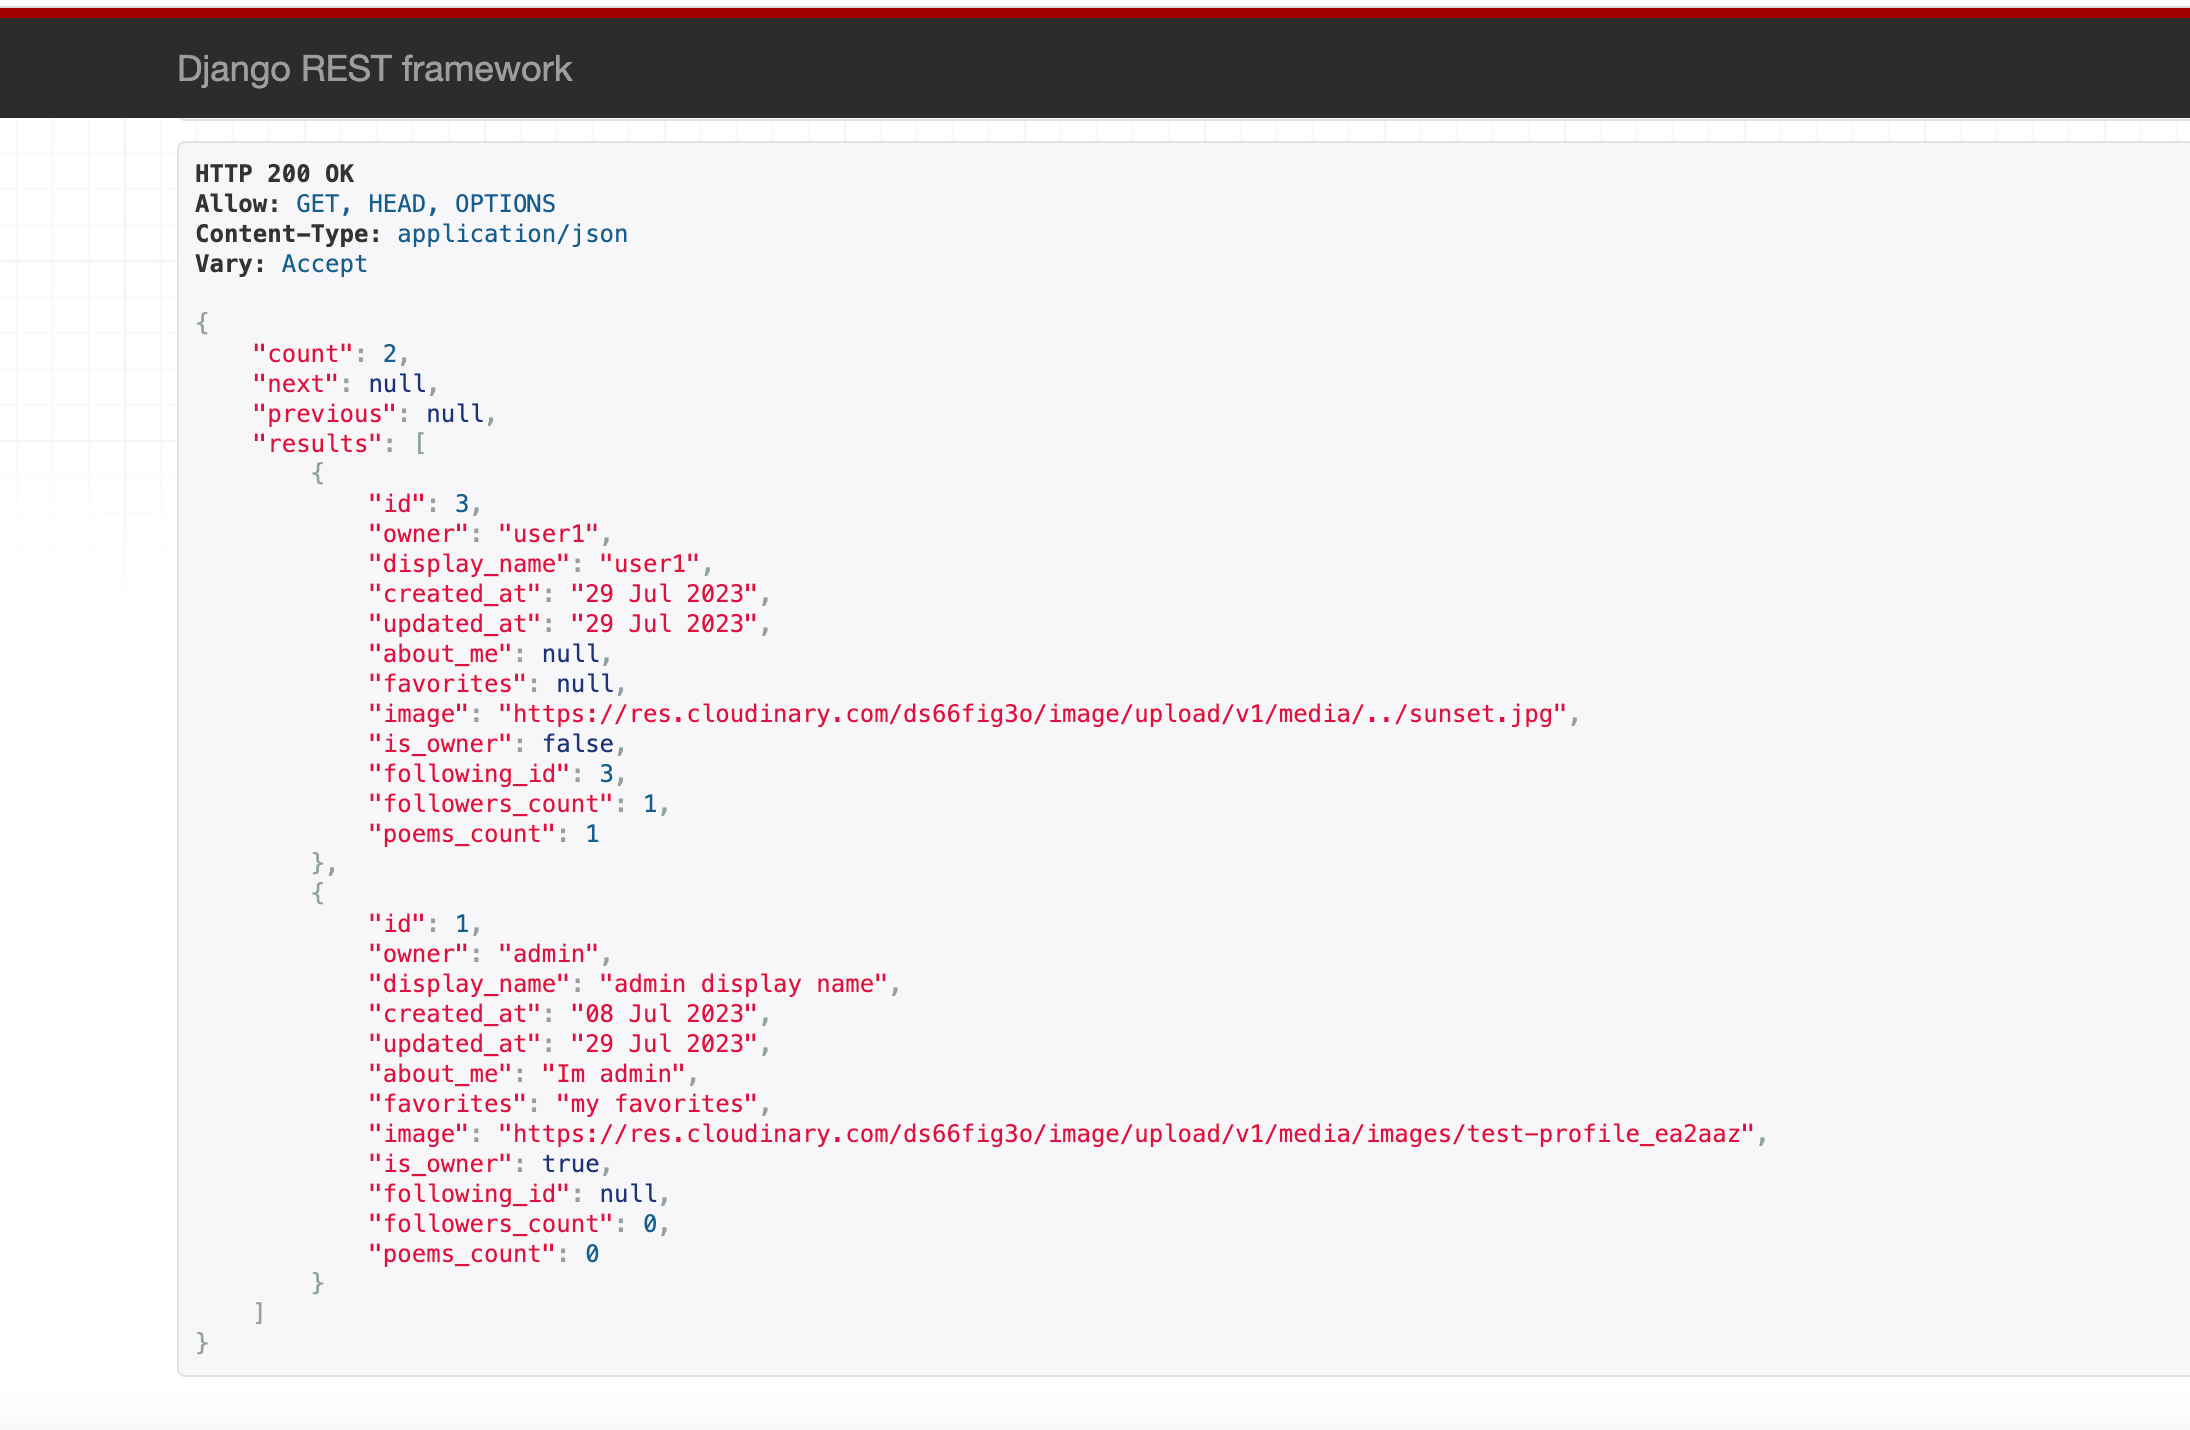 Django REST framework
HTTP 200 OK
Allow: GET, HEAD, OPTIONS
Content-Type: application/json
Vary: Accept
{
    "count": 2,
    "next": null,
    "previous": null,
    "results": [
        {
            "id": 3,
            "owner": "user1",
            "display_name": "user1",
            "created_at": "29 Jul 2023",
            "updated_at": "29 Jul 2023",
            "about_me": null,
            "favorites": null,
            "image": "https://res.cloudinary.com/ds66fig3o/image/upload/v1/media/../sunset.jpg",
            "is_owner": false,
            "following_id": 3,
            "followers_count": 1,
            "poems_count": 1
        },
        {
            "id": 1,
            "owner": "admin",
            "display_name": "admin display name",
            "created_at": "08 Jul 2023",
            "updated_at": "29 Jul 2023",
            "about_me": "Im admin",
            "favorites": "my favorites",
            "image": "https://res.cloudinary.com/ds66fig3o/image/upload/v1/media/images/test-profile_ea2aaz",
            "is_owner": true,
            "following_id": null,
            "followers_count": 0,
            "poems_count": 0
        }
    ]
}